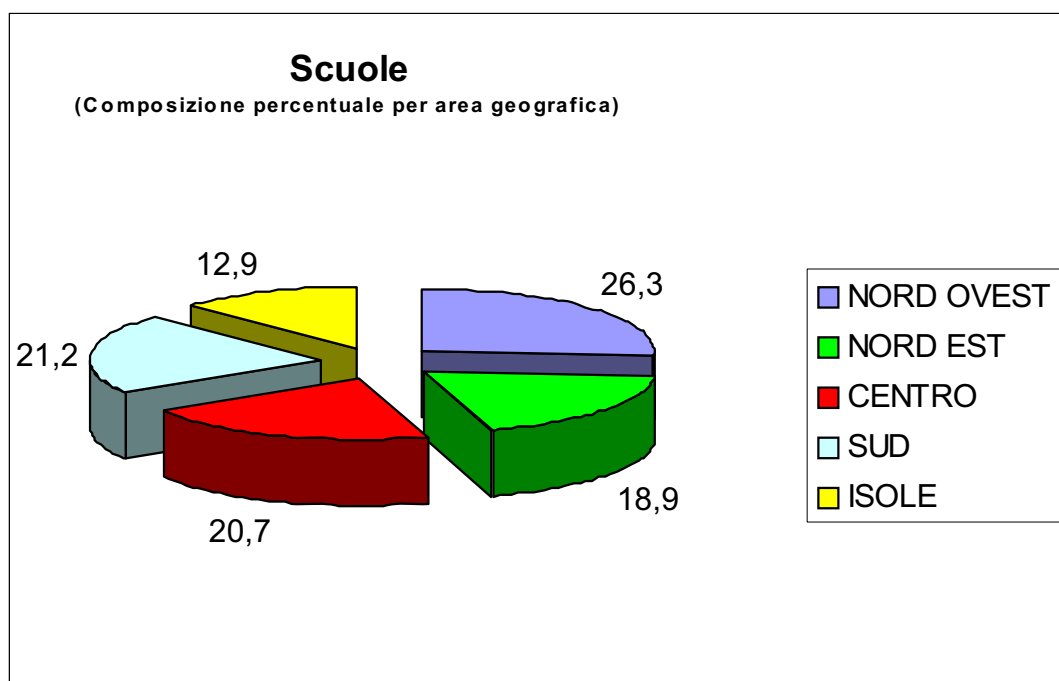 Scuole
(Composizione percentuale per area geografica)
12,9
26,3
21,2
20,7
18,9
NORD OVEST
NORD EST
CENTRO
SUD
ISOLE